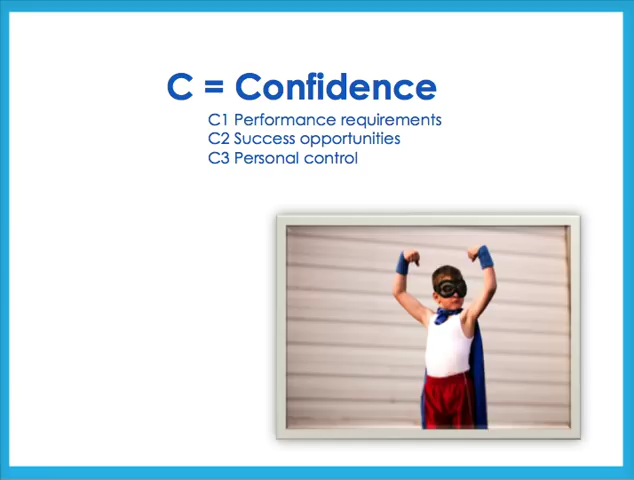 C = Confidence
C1 Performance requirements
C2 Success opportunities
C3 Personal control